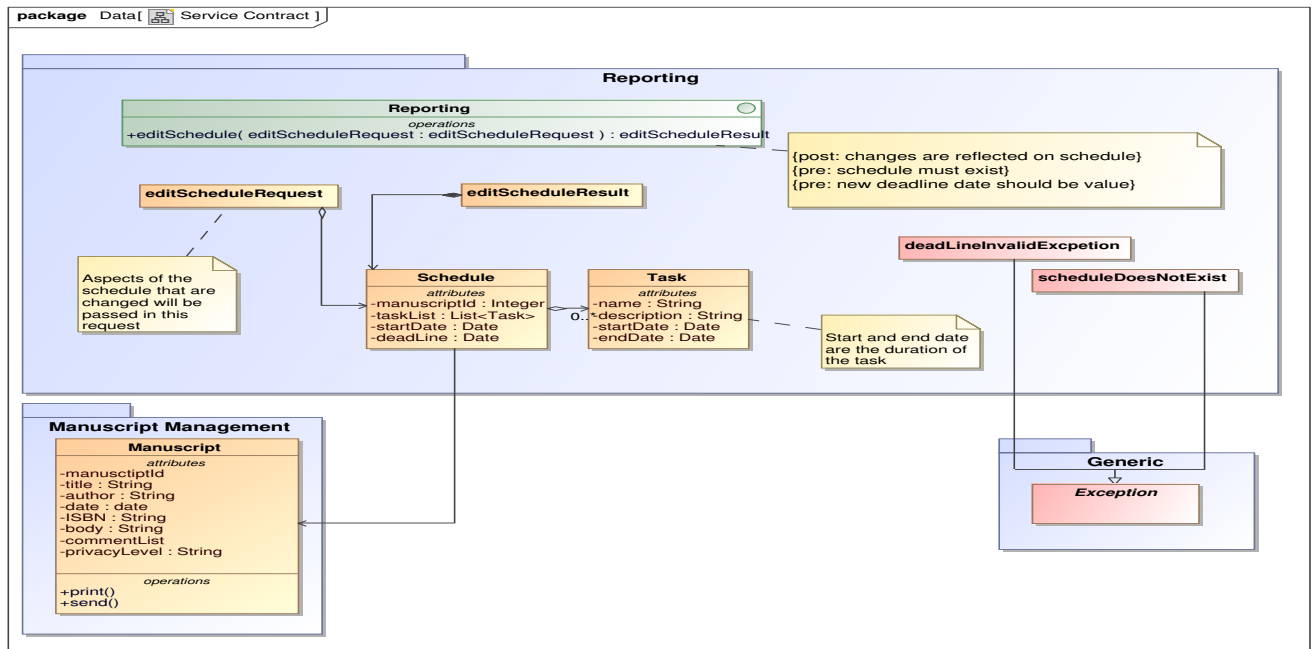 package Data[ Service Contract ]
Reporting
Reporting
operations
+editSchedule( editScheduleRequest : editScheduleRequest ) : editScheduleResult
{post: changes are reflected on schedule}
{pre: schedule must exist}
{pre: new deadline date should be value}
editScheduleRequest
editScheduleResult
deadLineInvalidExcpetion
scheduleDoesNotExist
Aspects of the
schedule that are
changed will be
passed in this
request
Schedule
attributes
-manuscriptId : Integer
-taskList : List<Task>
-startDate : Date
-deadLine : Date
0..*
Task
attributes
-name : String
-description : String
-startDate : Date
-endDate : Date
Start and end date
are the duration of
the task
Manuscript Management
Manuscript
attributes
-manusctiptId
-title : String
-author : String
-date : date
-ISBN : String
-body : String
-commentList
-privacyLevel : String
operations
+print()
+send()
Generic
Exception